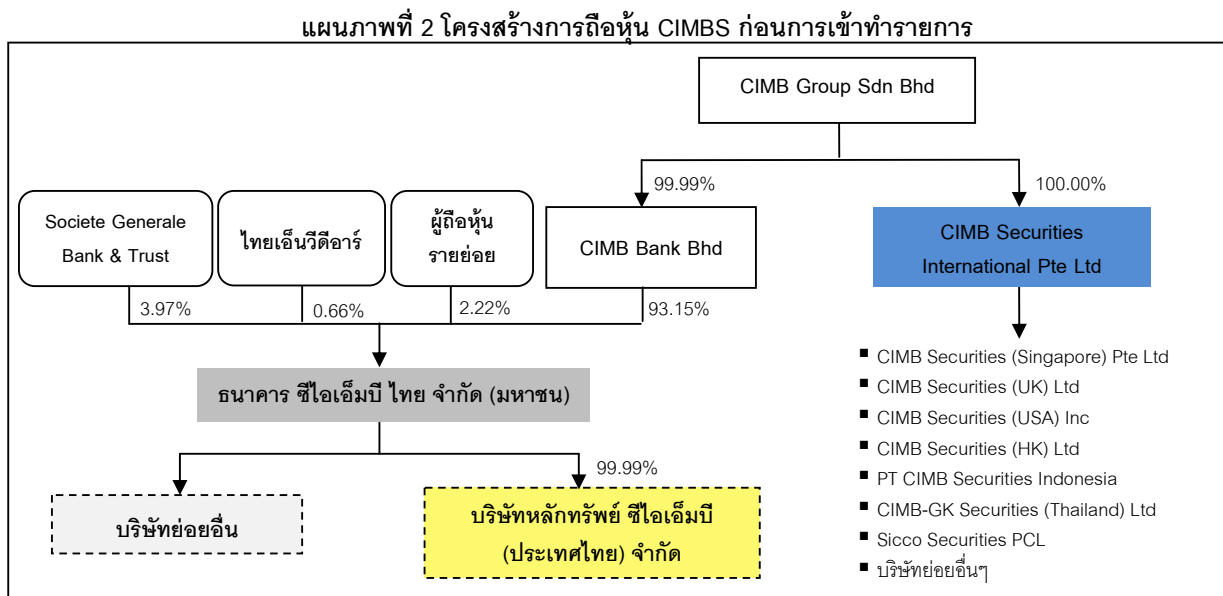 แผนภาพที่ 2 โครงสร้างการถือหุ้น CIMBS ก่อนการเข้าทำรายการ
CIMB Group Sdn Bhd
99.99%
100.00%
Societe Generale
Bank & Trust
ไทยเอ็นวีดีอาร์
ผู้ถือหุ้น
รายย่อย
CIMB Bank Bhd
CIMB Securities
International Pte Ltd
3.97%
0.66%
2.22%
93.15%
ธนาคาร ซีไอเอ็มบี ไทย จำกัด (มหาชน)
99.99%
บริษัทย่อยอื่น
บริษัทหลักทรัพย์ ซีไอเอ็มบี
(ประเทศไทย) จำกัด
▪ CIMB Securities (Singapore) Pte Ltd
▪ CIMB Securities (UK) Ltd
▪ CIMB Securities (USA) Inc
▪ CIMB Securities (HK) Ltd
▪ PT CIMB Securities Indonesia
▪ CIMB-GK Securities (Thailand) Ltd
▪ Sicco Securities PCL
▪ บริษัทย่อยอื่นๆ